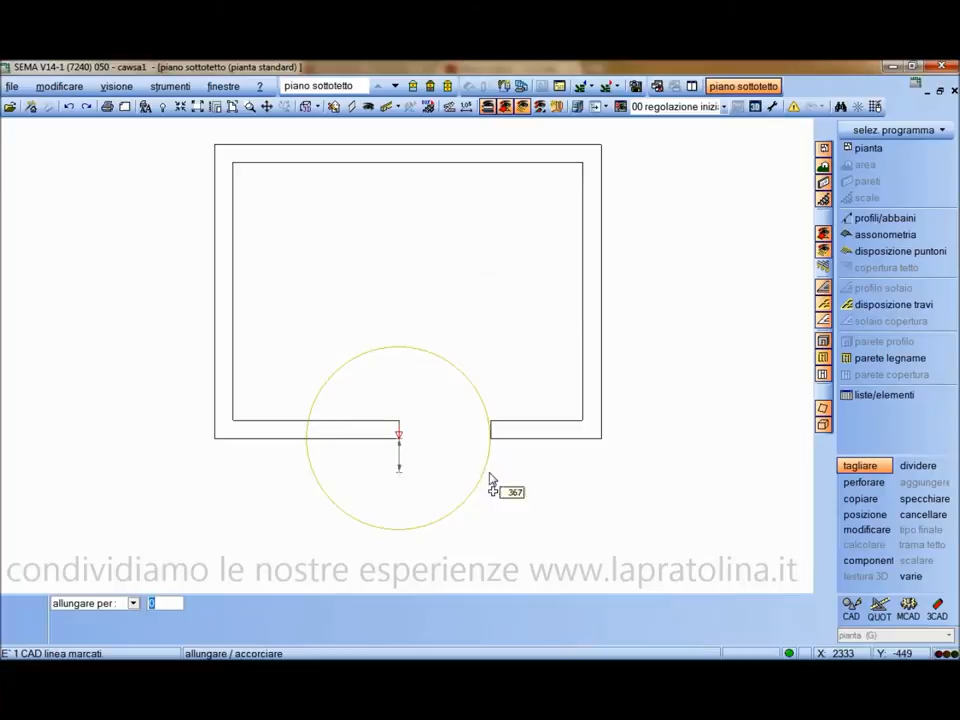 SEMA V14-1 (7240) 050 - cawsa1 - [piano sottotetto (pianta standard) ]
file modificare visione strumenti finestre ? piano sottotetto piano sottotetto
00 regolazione inizi
selez. programma
pianta
area
pareti
scale
profili/abbaini
assonometria
disposizione puntoni
copertura tetto
profilo solaio
disposizione travi
solaio copertura
parete profilo
parete legname
parete copertura
liste/elementi
367
tagliare dividere
perforare aggiungere
copiare specchiare
posizione cancellare
modificare tipo finale
calcolare trama tetto
component scalare
testura 3D varie
condividiamo le nostre esperienze www.lapratolina.it
allungare per : 0
CAD QUOT MCAD 3CAD
pianta (G)
E` 1 CAD linea marcati. allungare / accorciare X: 2333 Y: -449